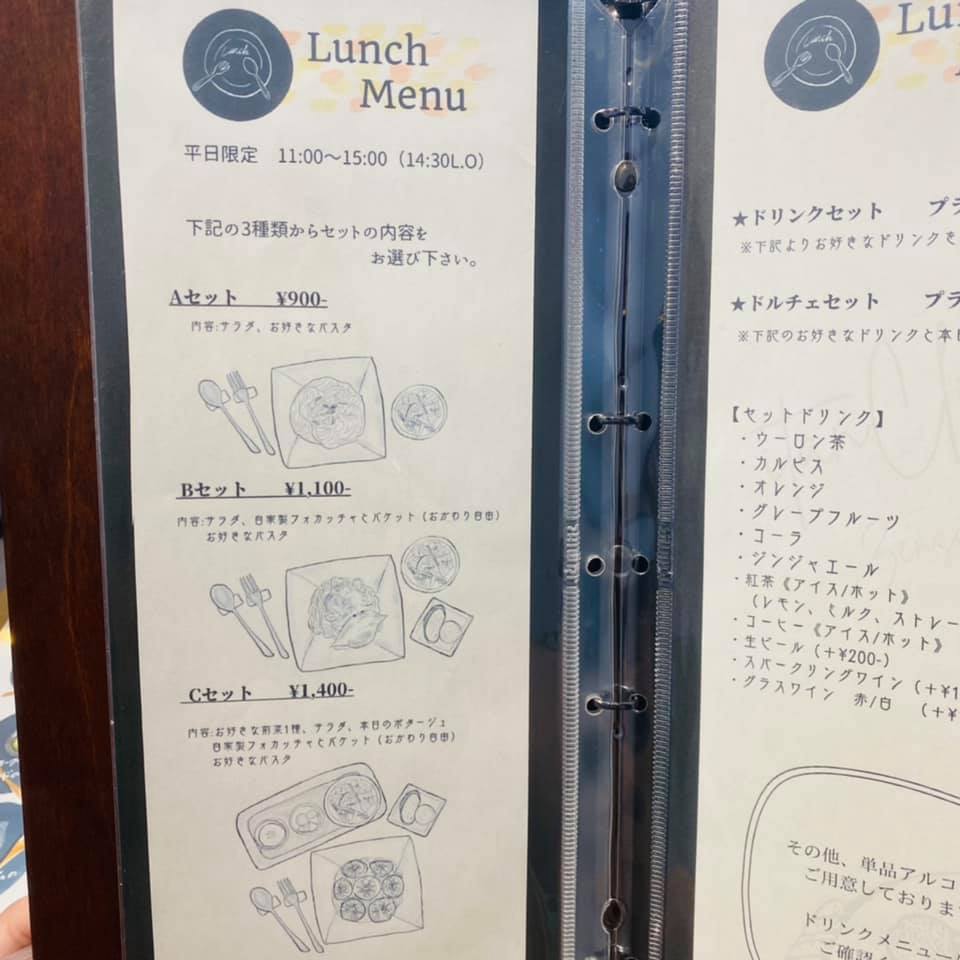 Lunch
Lunch
Menu
平日限定 11:00～15:00（14:30L.O）
下記の3種類からセットの内容を
お選び下さい。
Aセット ¥900-
内容:サラダ、お好きなパスタ
Bセット ¥1,100-
内容:サラダ、自家製フォカッチャとバケット（おかわり自由）
お好きなパスタ
Cセット ¥1,400-
内容:お好きな前菜1種、サラダ、本日のポタージュ
自家製フォカッチャとバケット（おかわり自由）
お好きなパスタ
Lunch
Lu
★ドリンクセット プラ
※下訳よりお好きなドリンクを
★ドルチェセット プラ
※下訳のお好きなドリンクと本日
【セットドリンク】
・ウーロン茶
・カルピス
・オレンジ
・グレープフルーツ
・コーラ
・ジンジャエール
・紅茶《アイス/ホット》
（レモン、ミルク、ストレー
・コーヒー《アイス/ホット》
・生ビール（＋¥200-）
・スパークリングワイン（＋¥1
・グラスワイン 赤/白 （＋¥
その他、単品アルコ
ご用意しておりま
ドリンクメニュー
ご確認く